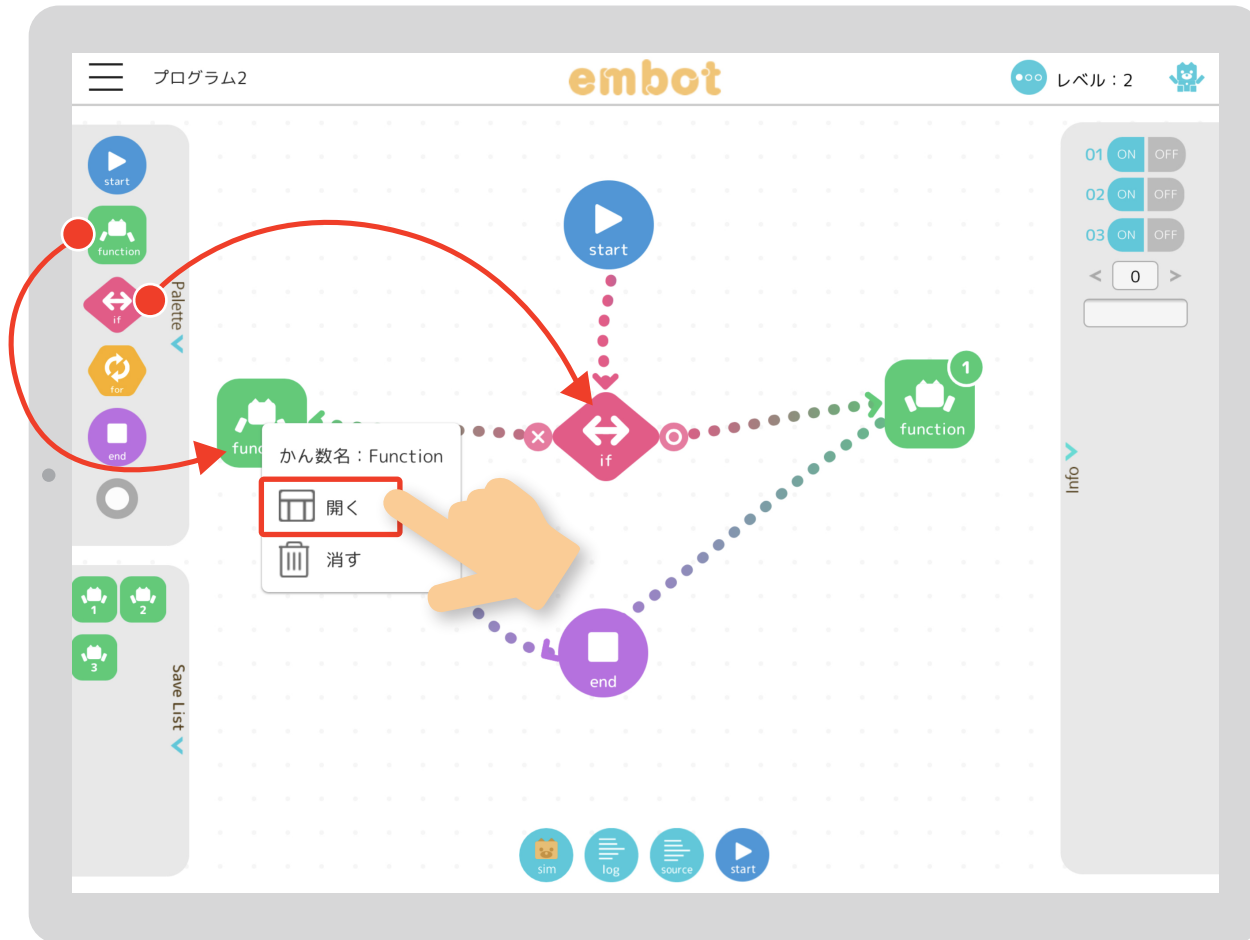 プログラム2
embot
レベル：2
start
function
if
for
end
Palette
1
2
3
Save List
start
if
1
function
func
end
かん数名：Function
開く
消す
01 ON OFF
02 ON OFF
03 ON OFF
< 0 >
Info
sim
log
source
start